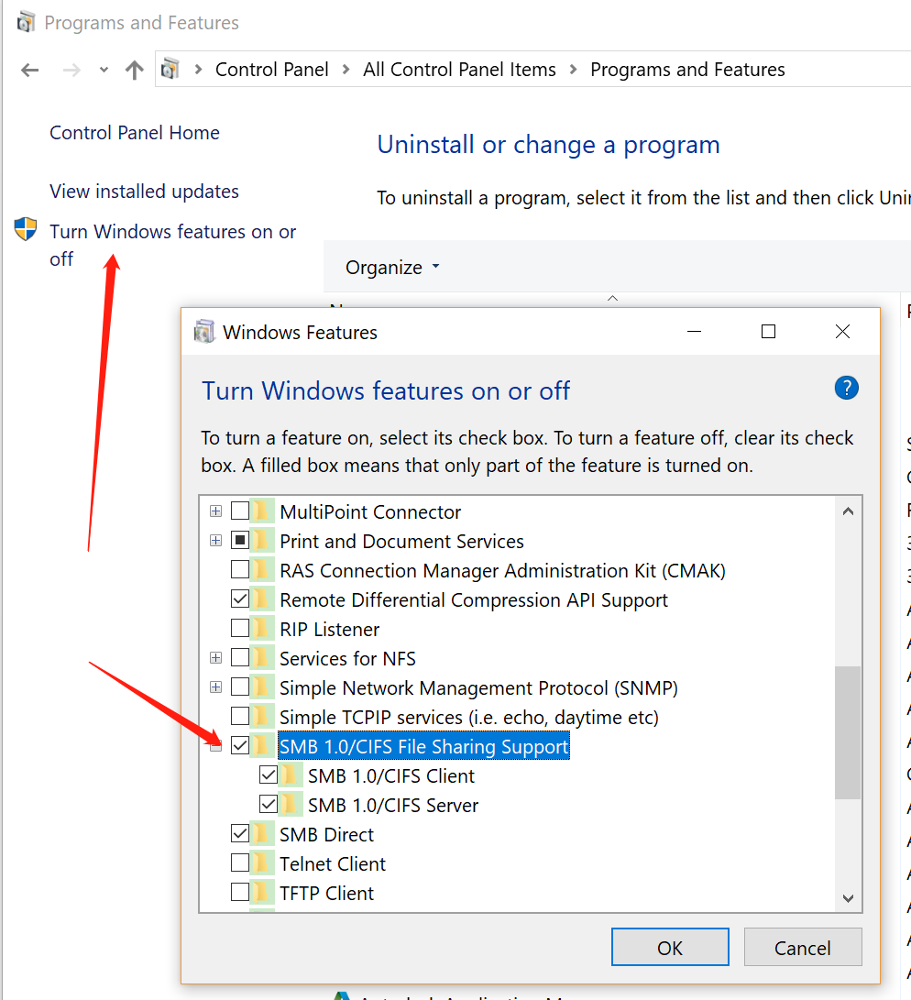 Programs and Features
Control Panel > All Control Panel Items > Programs and Features
Control Panel Home
View installed updates
Turn Windows features on or
off
Uninstall or change a program
To uninstall a program, select it from the list and then click
Organize
Windows Features
Turn Windows features on or off
?
To turn a feature on, select its check box. To turn a feature off, clear its check
box. A filled box means that only part of the feature is turned on.
MultiPoint Connector
Print and Document Services
RAS Connection Manager Administration Kit (CMAK)
Remote Differential Compression API Support
RIP Listener
Services for NFS
Simple Network Management Protocol (SNMP)
Simple TCPIP services (i.e. echo, daytime etc)
SMB 1.0/CIFS File Sharing Support
SMB 1.0/CIFS Client
SMB 1.0/CIFS Server
SMB Direct
Telnet Client
TFTP Client
OK
Cancel